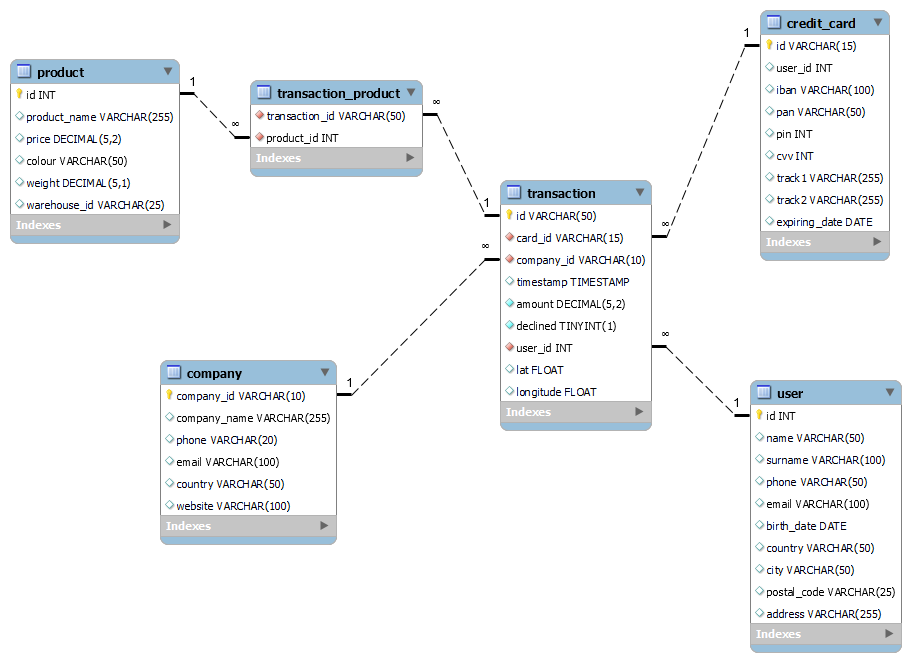 product
id INT
product_name VARCHAR(255)
price DECIMAL(5,2)
colour VARCHAR(50)
weight DECIMAL(5,1)
warehouse_id VARCHAR(25)
Indexes
1
∞
transaction_product
transaction_id VARCHAR(50)
product_id INT
Indexes
∞
1
transaction
id VARCHAR(50)
card_id VARCHAR(15)
company_id VARCHAR(10)
timestamp TIMESTAMP
amount DECIMAL(5,2)
declined TINYINT(1)
user_id INT
lat FLOAT
longitude FLOAT
Indexes
1
∞
credit_card
id VARCHAR(15)
user_id INT
iban VARCHAR(100)
pan VARCHAR(50)
pin INT
cvv INT
track1 VARCHAR(255)
track2 VARCHAR(255)
expiring_date DATE
Indexes
∞
1
company
company_id VARCHAR(10)
company_name VARCHAR(255)
phone VARCHAR(20)
email VARCHAR(100)
country VARCHAR(50)
website VARCHAR(100)
Indexes
∞
1
user
id INT
name VARCHAR(50)
surname VARCHAR(100)
phone VARCHAR(50)
email VARCHAR(100)
birth_date DATE
country VARCHAR(50)
city VARCHAR(50)
postal_code VARCHAR(25)
address VARCHAR(255)
Indexes